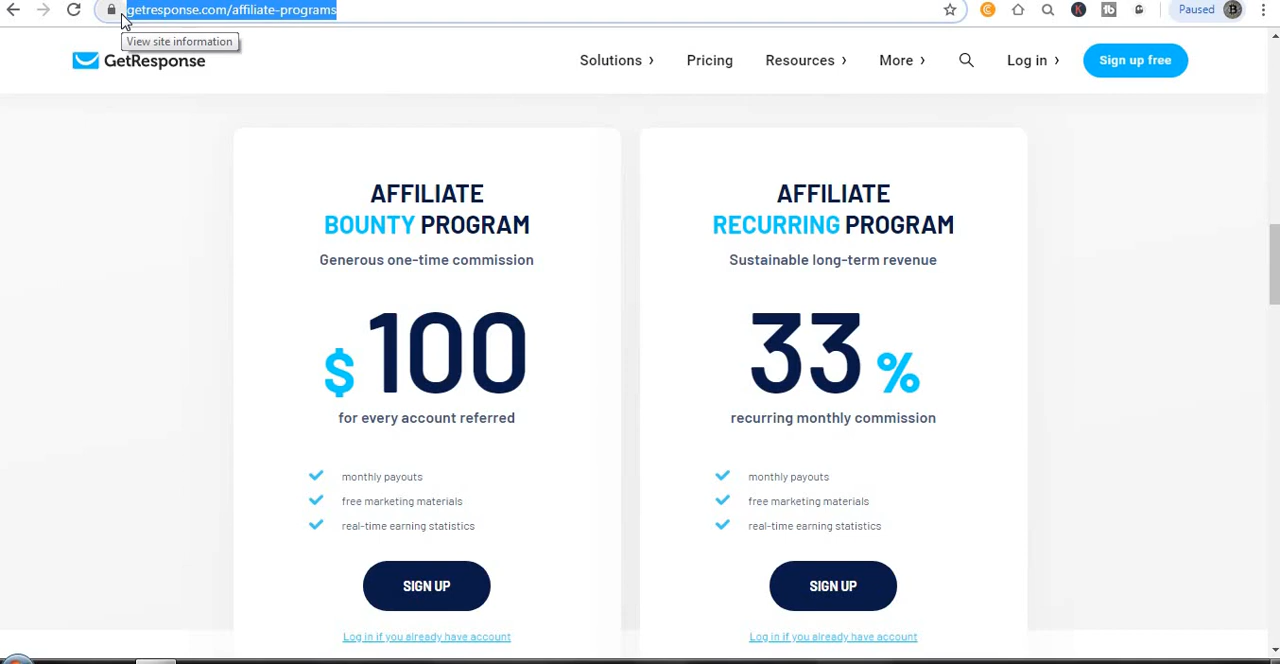 getresponse.com/affiliate-programs
Paused
View site information
GetResponse
Solutions › Pricing Resources › More › Log in › Sign up free
AFFILIATE
BOUNTY PROGRAM
Generous one-time commission
$100
for every account referred
monthly payouts
free marketing materials
real-time earning statistics
SIGN UP
Log in if you already have account
AFFILIATE
RECURRING PROGRAM
Sustainable long-term revenue
33%
recurring monthly commission
monthly payouts
free marketing materials
real-time earning statistics
SIGN UP
Log in if you already have account